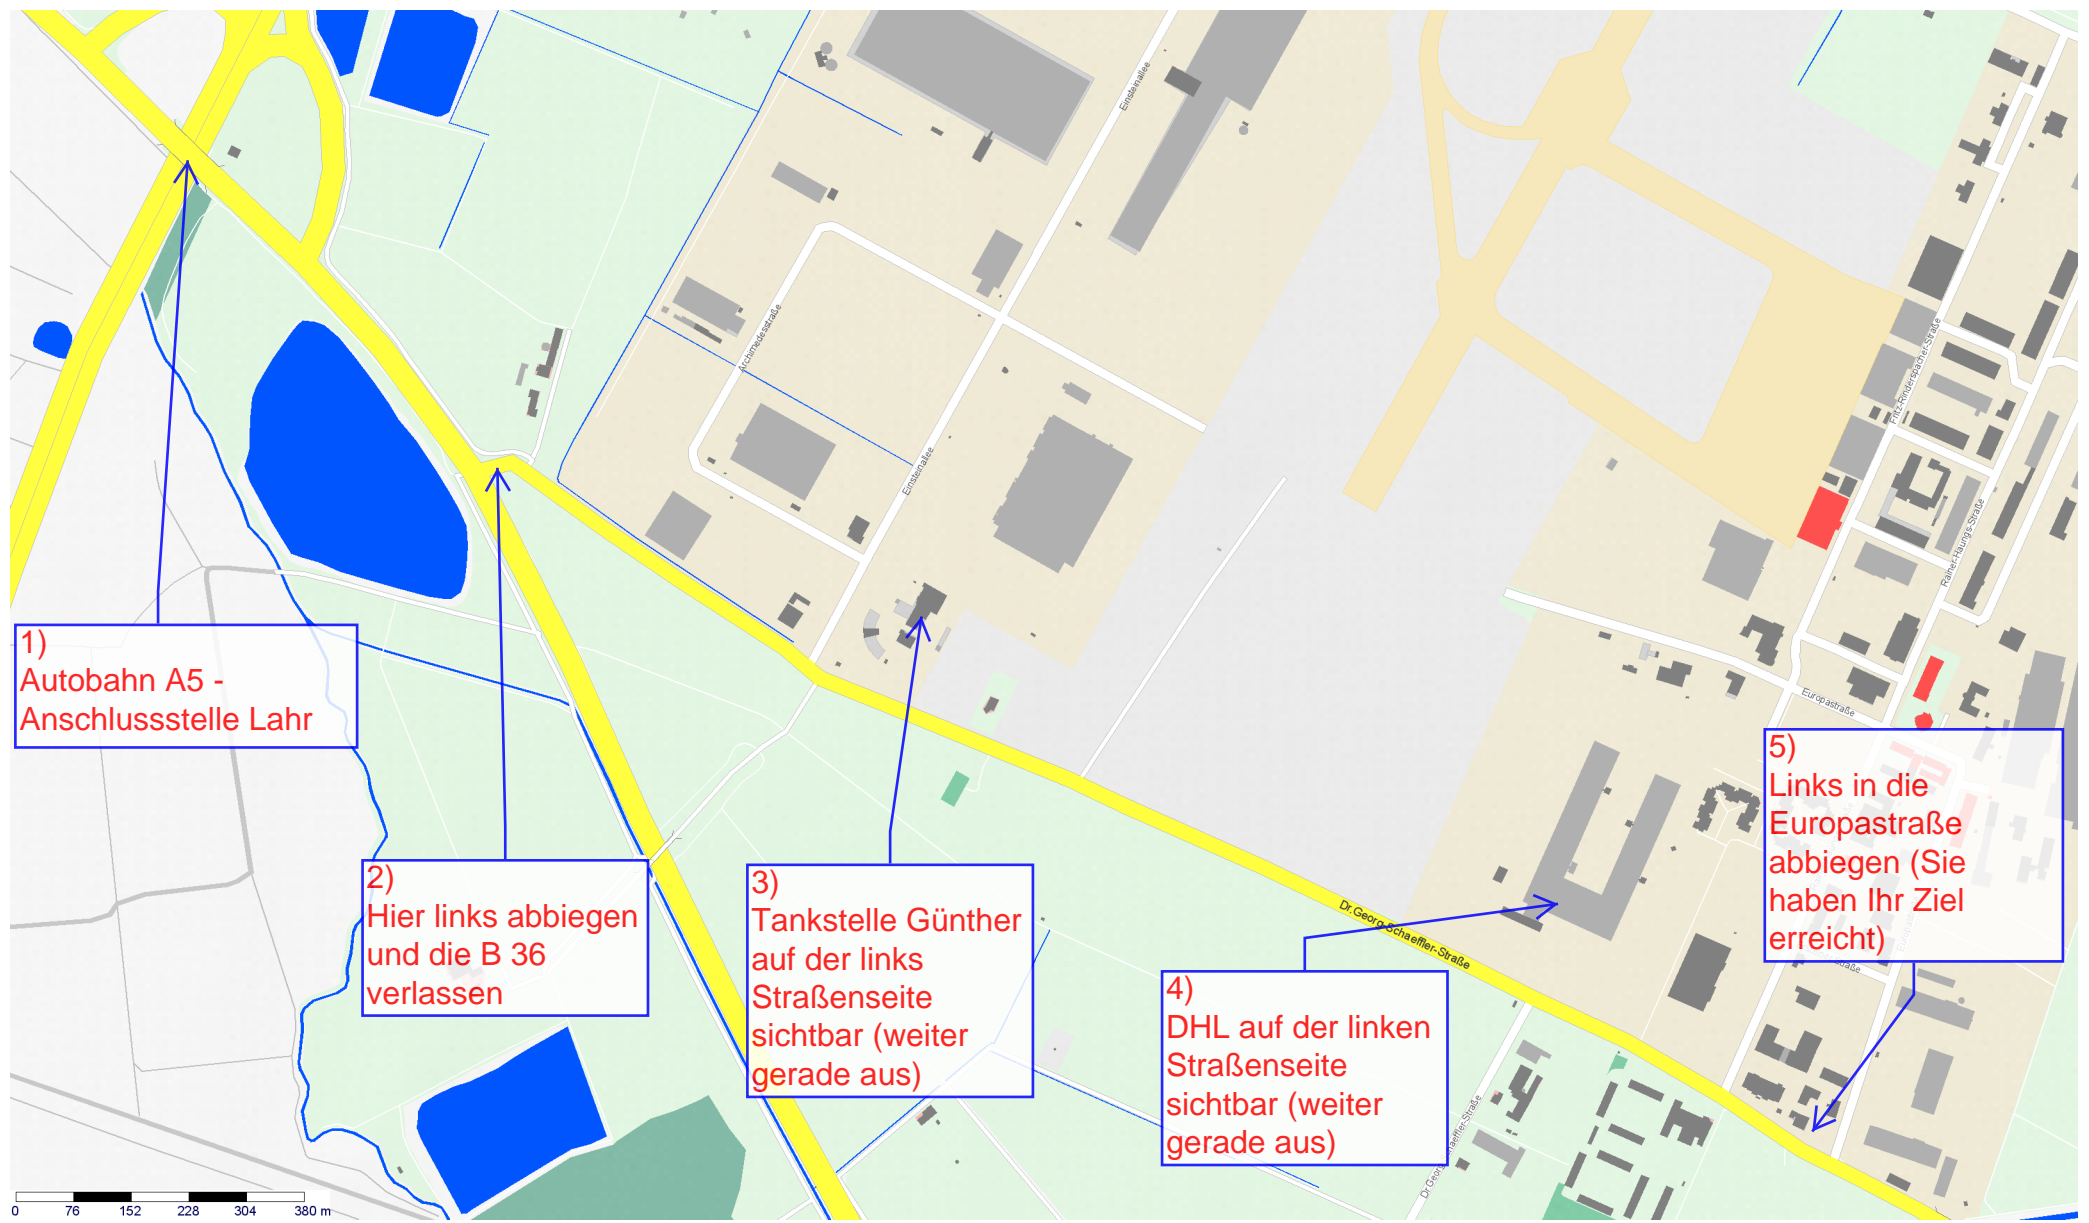 Einsteinallee
Archimedesstraße
Einsteinallee
Fritz-Rinderspacher-Straße
Rainer-Haungs-Straße
Europastraße
1)
Autobahn A5 -
Anschlussstelle Lahr
2)
Hier links abbiegen
und die B 36
verlassen
3)
Tankstelle Günther
auf der links
Straßenseite
sichtbar (weiter
gerade aus)
Dr.Georg-Schaeffler-Straße
4)
DHL auf der linken
Straßenseite
sichtbar (weiter
gerade aus)
5)
Links in die
Europastraße
abbiegen (Sie
haben Ihr Ziel
erreicht)
0 76 152 228 304 380 m